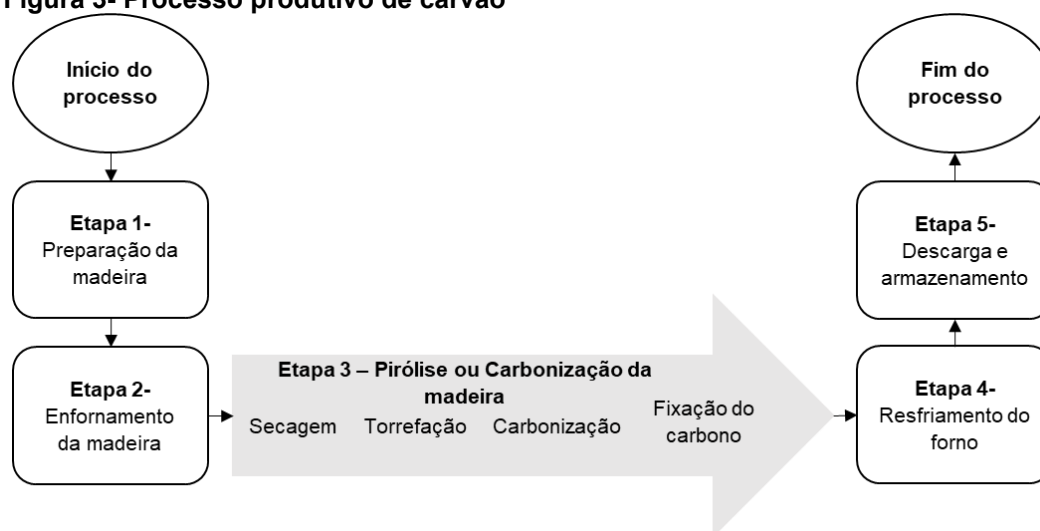 Figura 3- Processo produtivo de carvão
Início do
processo
Etapa 1-
Preparação da
madeira
Etapa 2-
Enfornamento
da madeira
Etapa 3 – Pirólise ou Carbonização da
madeira
Secagem Torrefação Carbonização Fixação do
carbono
Etapa 4-
Resfriamento do
forno
Etapa 5-
Descarga e
armazenamento
Fim do
processo